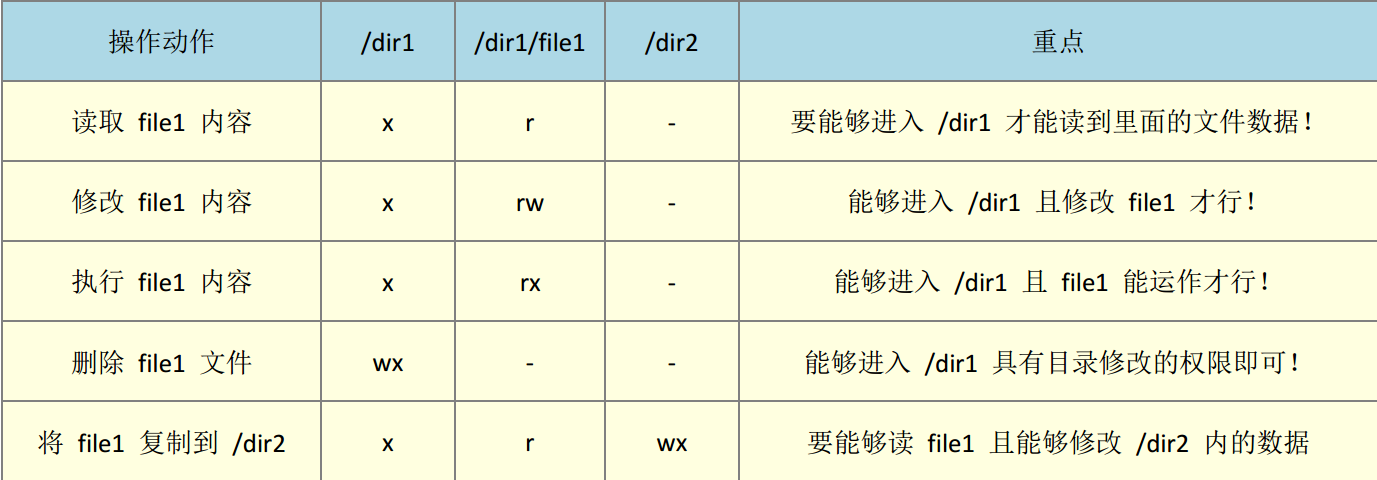 操作动作 /dir1 /dir1/file1 /dir2 重点
读取 file1 内容 x r - 要能够进入 /dir1 才能读到里面的文件数据！
修改 file1 内容 x rw - 能够进入 /dir1 且修改 file1 才行！
执行 file1 内容 x rx - 能够进入 /dir1 且 file1 能运作才行！
删除 file1 文件 wx - - 能够进入 /dir1 具有目录修改的权限即可！
将 file1 复制到 /dir2 x r wx 要能够读 file1 且能够修改 /dir2 内的数据